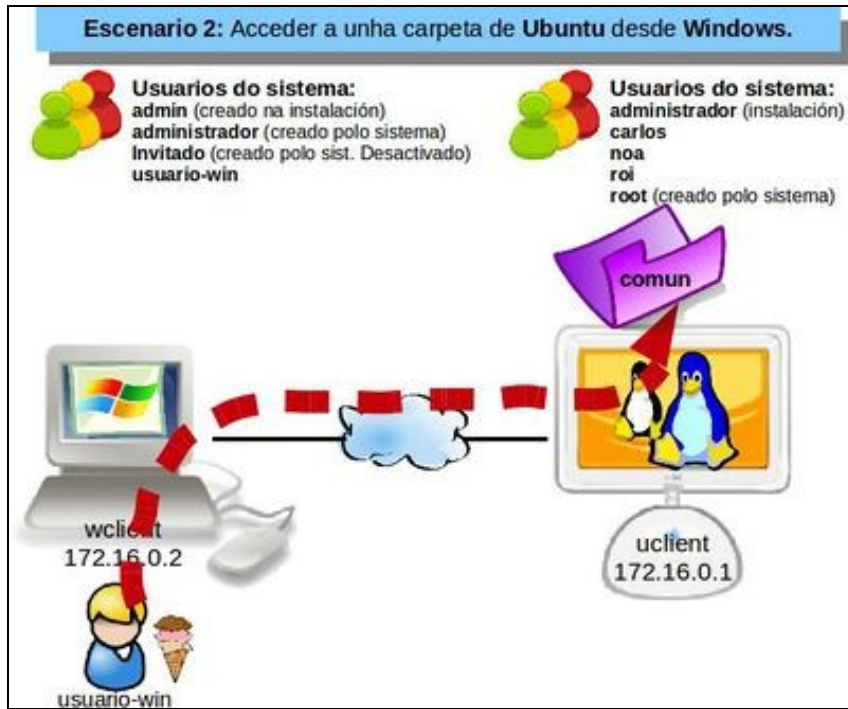 Escenario 2: Acceder a unha carpeta de Ubuntu desde Windows.
Usuarios do sistema:
admin (creado na instalación)
administrador (creado polo sistema)
Invitado (creado polo sist. Desactivado)
usuario-win
Usuarios do sistema:
administrador (instalación)
carlos
noa
roi
root (creado polo sistema)
comun
wclient
172.16.0.2
uclient
172.16.0.1
usuario-win